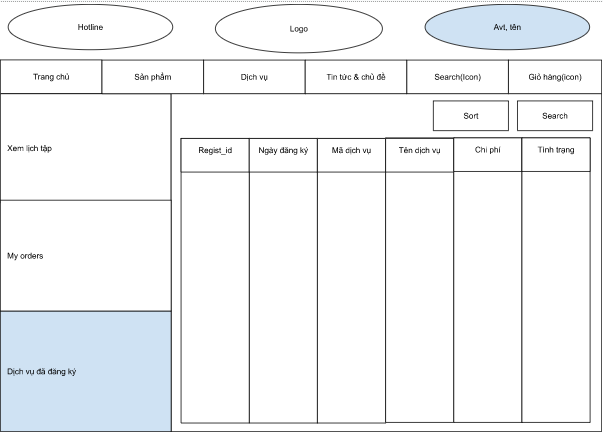 Hotline
Logo
Avt, tên
Trang chủ
Sản phẩm
Dịch vụ
Tin tức & chủ đề
Search(Icon)
Giỏ hàng(icon)
Sort
Search
Xem lịch tập
Regist_id
Ngày đăng ký
Mã dịch vụ
Tên dịch vụ
Chi phí
Tình trạng
My orders
Dịch vụ đã đăng ký